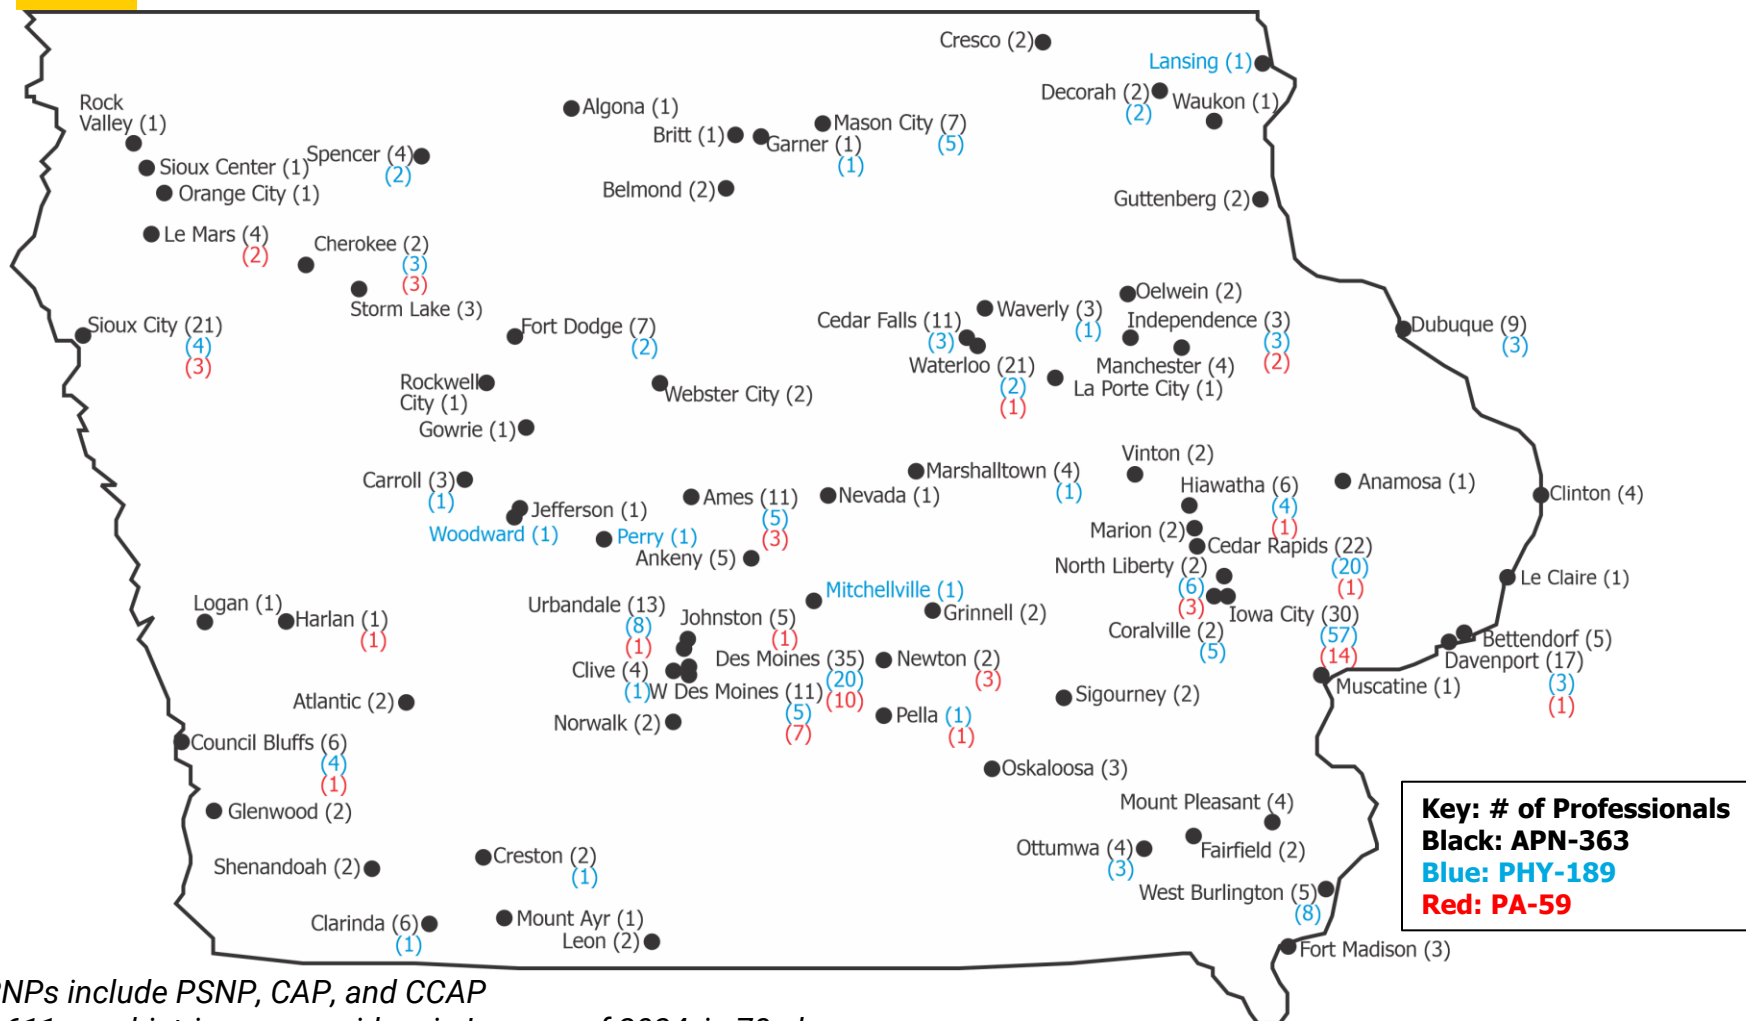 Cresco (2)
Lansing (1)
Decorah (2)
(2)
Waukon (1)
Rock
Valley (1)
Algona (1)
Britt (1)
Garner (1)
(1)
Mason City (7)
(5)
Sioux Center (1)
Spencer (4)
(2)
Orange City (1)
Belmond (2)
Guttenberg (2)
Le Mars (4)
(2)
Cherokee (2)
(3)
(3)
Storm Lake (3)
Sioux City (21)
(4)
(3)
Fort Dodge (7)
(2)
Cedar Falls (11)
(3)
Waverly (3)
(1)
Oelwein (2)
Independence (3)
(3)
(2)
Dubuque (9)
(3)
Waterloo (21)
(2)
(1)
Manchester (4)
La Porte City (1)
Rockwell
City (1)
Webster City (2)
Gowrie (1)
Carroll (3)
(1)
Jefferson (1)
Woodward (1)
Perry (1)
Ames (11)
(5)
(3)
Nevada (1)
Marshalltown (4)
(1)
Vinton (2)
Hiawatha (6)
(4)
(1)
Anamosa (1)
Clinton (4)
Marion (2)
Cedar Rapids (22)
(20)
(1)
Ankeny (5)
North Liberty (2)
(6)
(3)
Le Claire (1)
Logan (1)
Harlan (1)
(1)
Urbandale (13)
(8)
(1)
Johnston (5)
(1)
Mitchellville (1)
Grinnell (2)
Iowa City (30)
(57)
(14)
Coralville (2)
(5)
Bettendorf (5)
Davenport (17)
(3)
(1)
Clive (4)
(1)
Des Moines (35)
(20)
(10)
W Des Moines (11)
(5)
(7)
Newton (2)
(3)
Muscatine (1)
Atlantic (2)
Norwalk (2)
Pella (1)
(1)
Sigourney (2)
Council Bluffs (6)
(4)
(1)
Oskaloosa (3)
Glenwood (2)
Mount Pleasant (4)
Shenandoah (2)
Creston (2)
(1)
Ottumwa (4)
(3)
Fairfield (2)
West Burlington (5)
(8)
Clarinda (6)
(1)
Mount Ayr (1)
Leon (2)
Fort Madison (3)
Key: # of Professionals
Black: APN-363
Blue: PHY-189
Red: PA-59
include PSNP, CAP, and CCAP